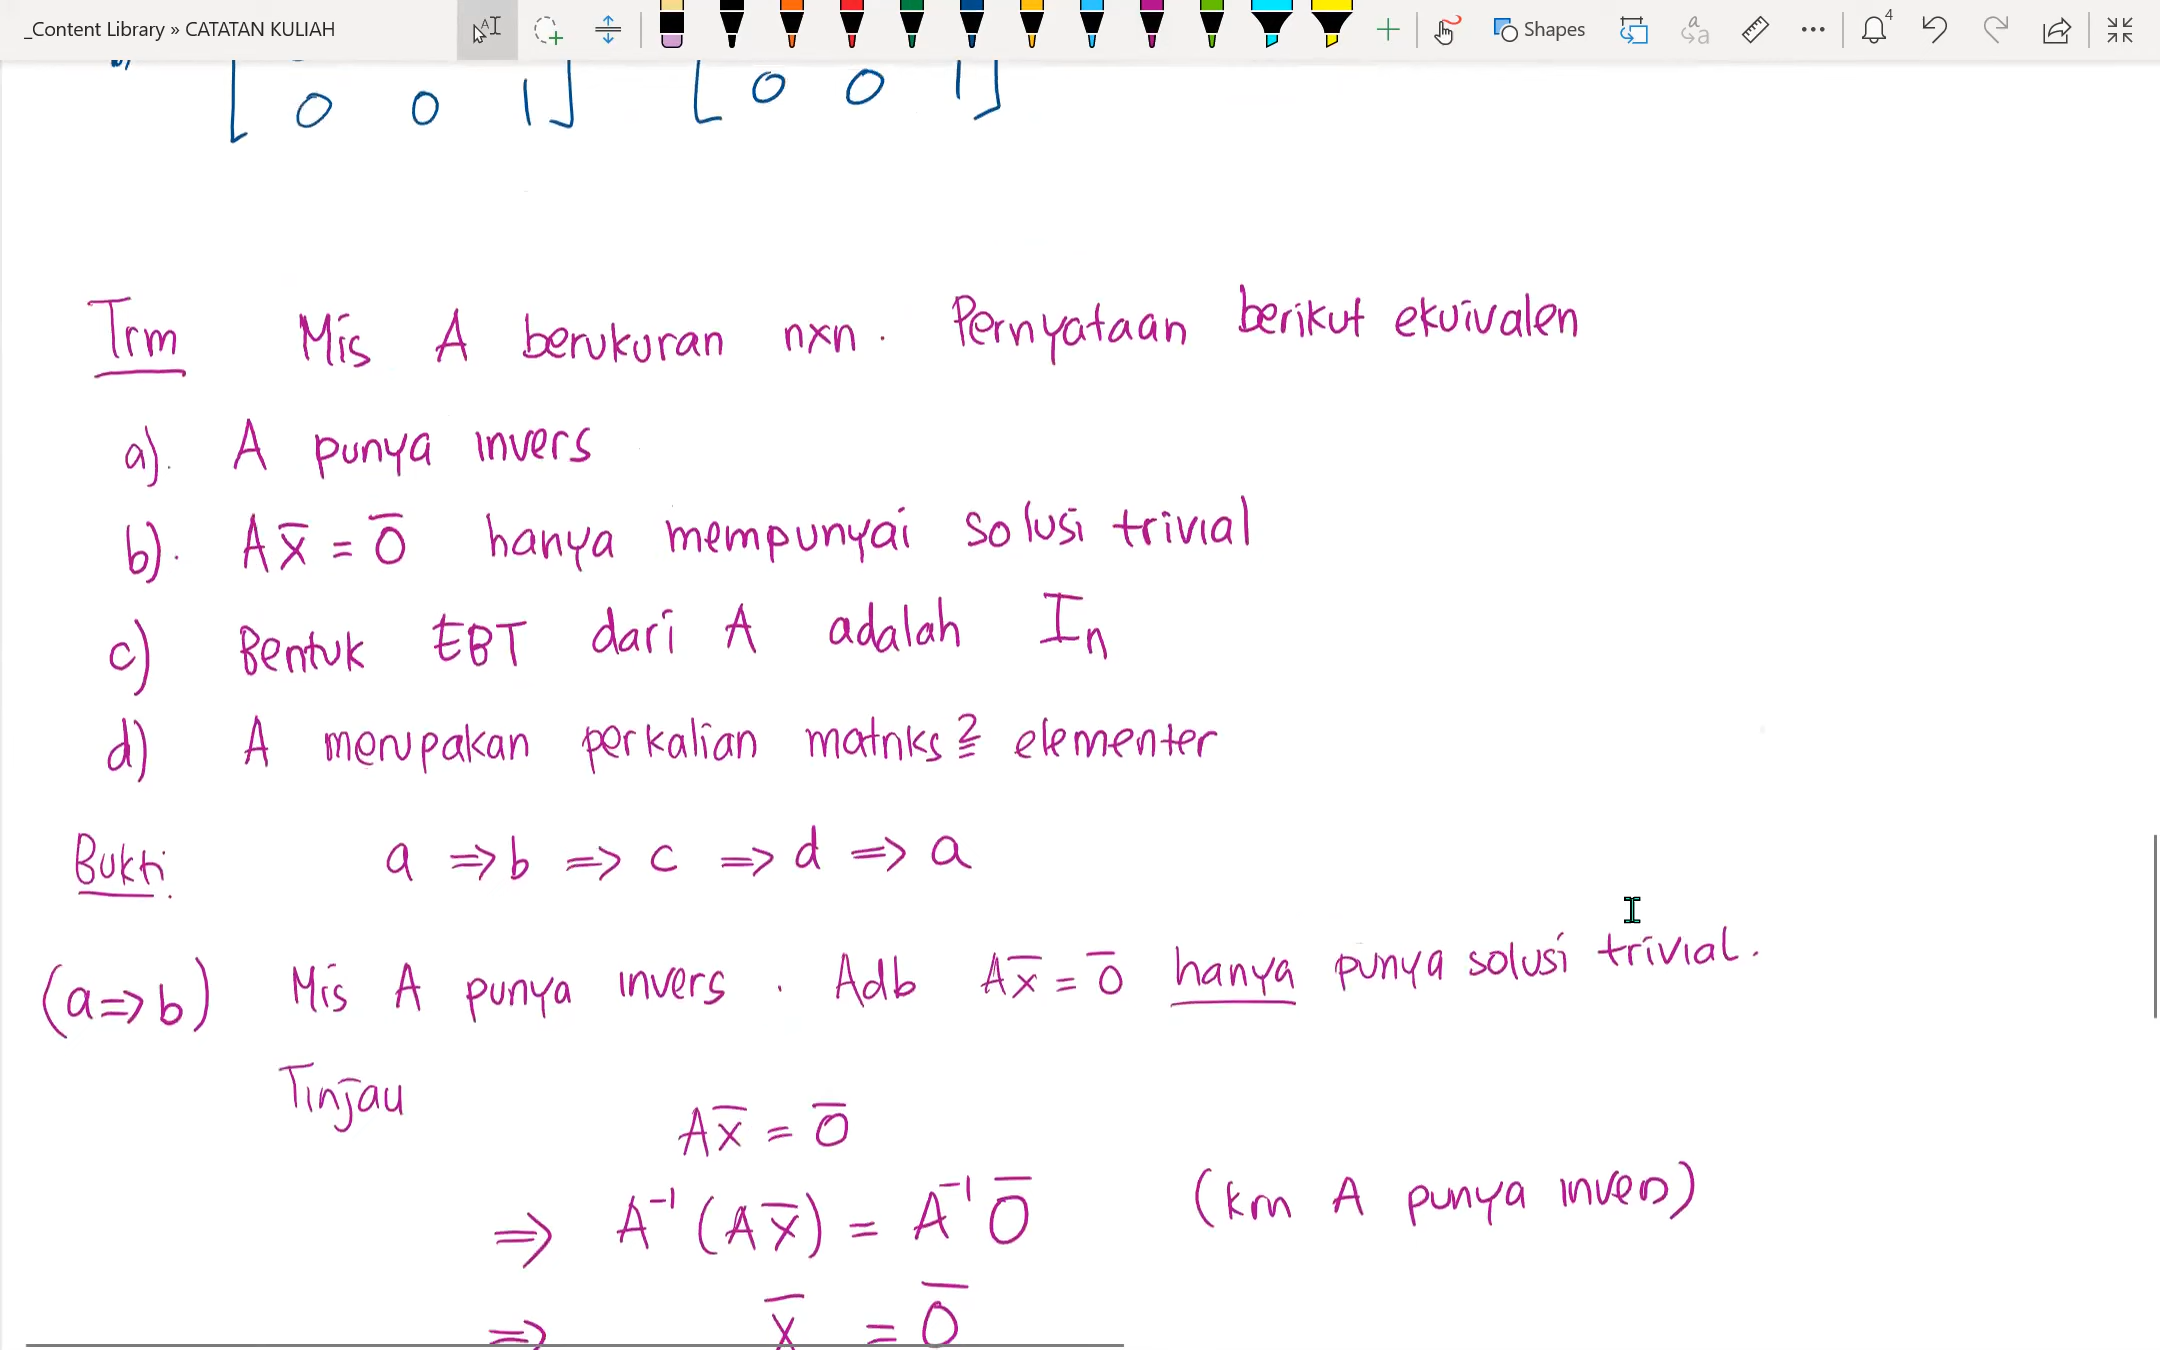 _Content Library » CATATAN KULIAH
Shapes
4
0 0 1 ] [ 0 0 1 ]
Trm Mis A berukuran nxn. Pernyataan berikut ekuivalen
a). A punya invers
b). Ax̅ = 0̅ hanya mempunyai solusi trivial
c) Bentuk EBT dari A adalah Iₙ
d) A merupakan perkalian matriks² elementer
Bukti. a ⇒ b ⇒ c ⇒ d ⇒ a
(a⇒b) Mis A punya invers. Adb Ax̅ = 0̅ hanya punya solusi trivial.
Tinjau
Ax̅ = 0̅
⇒ A⁻¹(Ax̅) = A⁻¹0̅ (krn A punya invers)
⇒ x̅ = 0̅